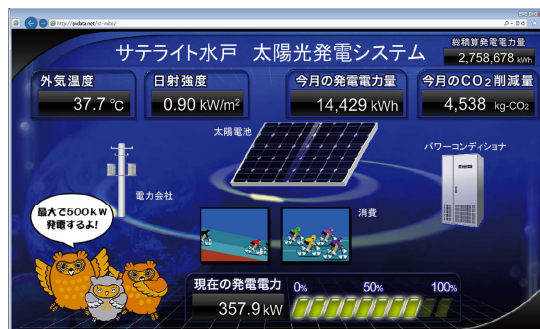 http://pvdata.net/st-mito/
サテライト水戸 太陽光発電システム
総積算発電電力量
2,758,678 kWh
外気温度
37.7 ℃
日射強度
0.90 kW/m²
今月の発電電力量
14,429 kWh
今月のCO₂削減量
4,538 kg-CO₂
太陽電池
パワーコンディショナ
電力会社
消費
最大で500kW
発電するよ!
現在の発電電力
357.9 kW
0% 50% 100%